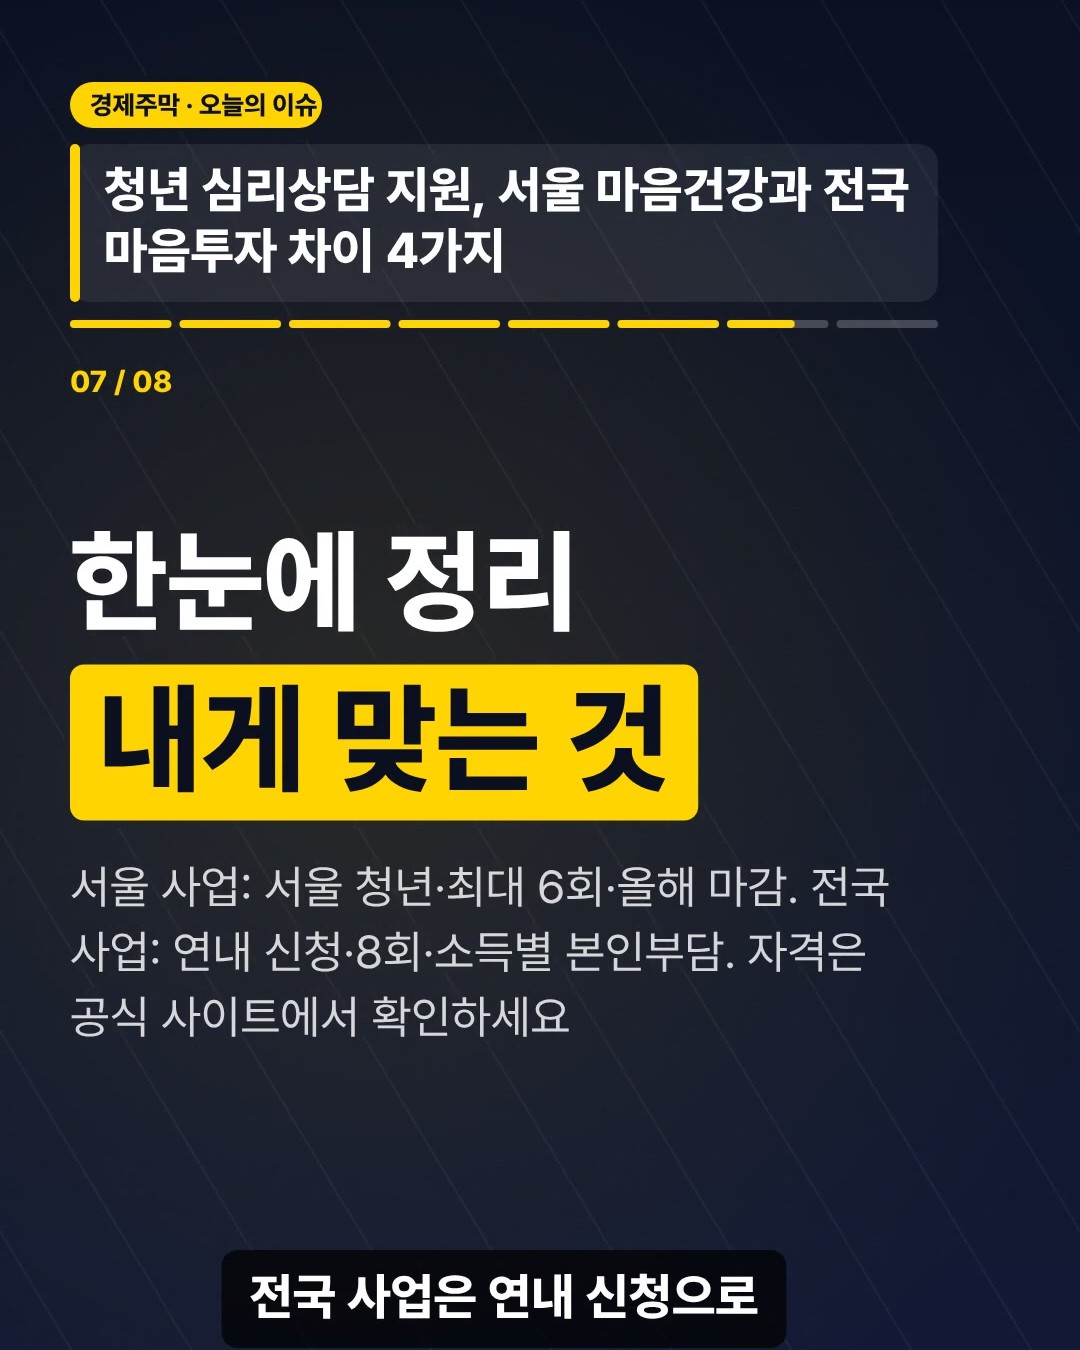 경제주막 · 오늘의 이슈
청년 심리상담 지원, 서울 마음건강과 전국
마음투자 차이 4가지
07 / 08
한눈에 정리
내게 맞는 것
서울 사업: 서울 청년·최대 6회·올해 마감. 전국
사업: 연내 신청·8회·소득별 본인부담. 자격은
공식 사이트에서 확인하세요
전국 사업은 연내 신청으로